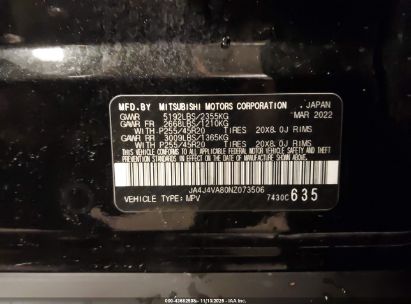 MFD.BY MITSUBISHI MOTORS CORPORATION, JAPAN
GVWR 5192LBS/2355KG MAR 2022
GAWR FR 2668LBS/1210KG
WITH P255/45R20 TIRES 20X8.0J RIMS
GAWR RR 3009LBS/1365KG
WITH P255/45R20 TIRES 20X8.0J RIMS
THIS VEHICLE CONFORMS TO ALL APPLICABLE
FEDERAL MOTOR VEHICLE SAFETY AND THEFT
PREVENTION STANDARDS IN EFFECT ON THE
DATE OF MANUFACTURE SHOWN ABOVE.
JA4J4VA80NZ073506
VEHICLE TYPE: MPV 7430C 635